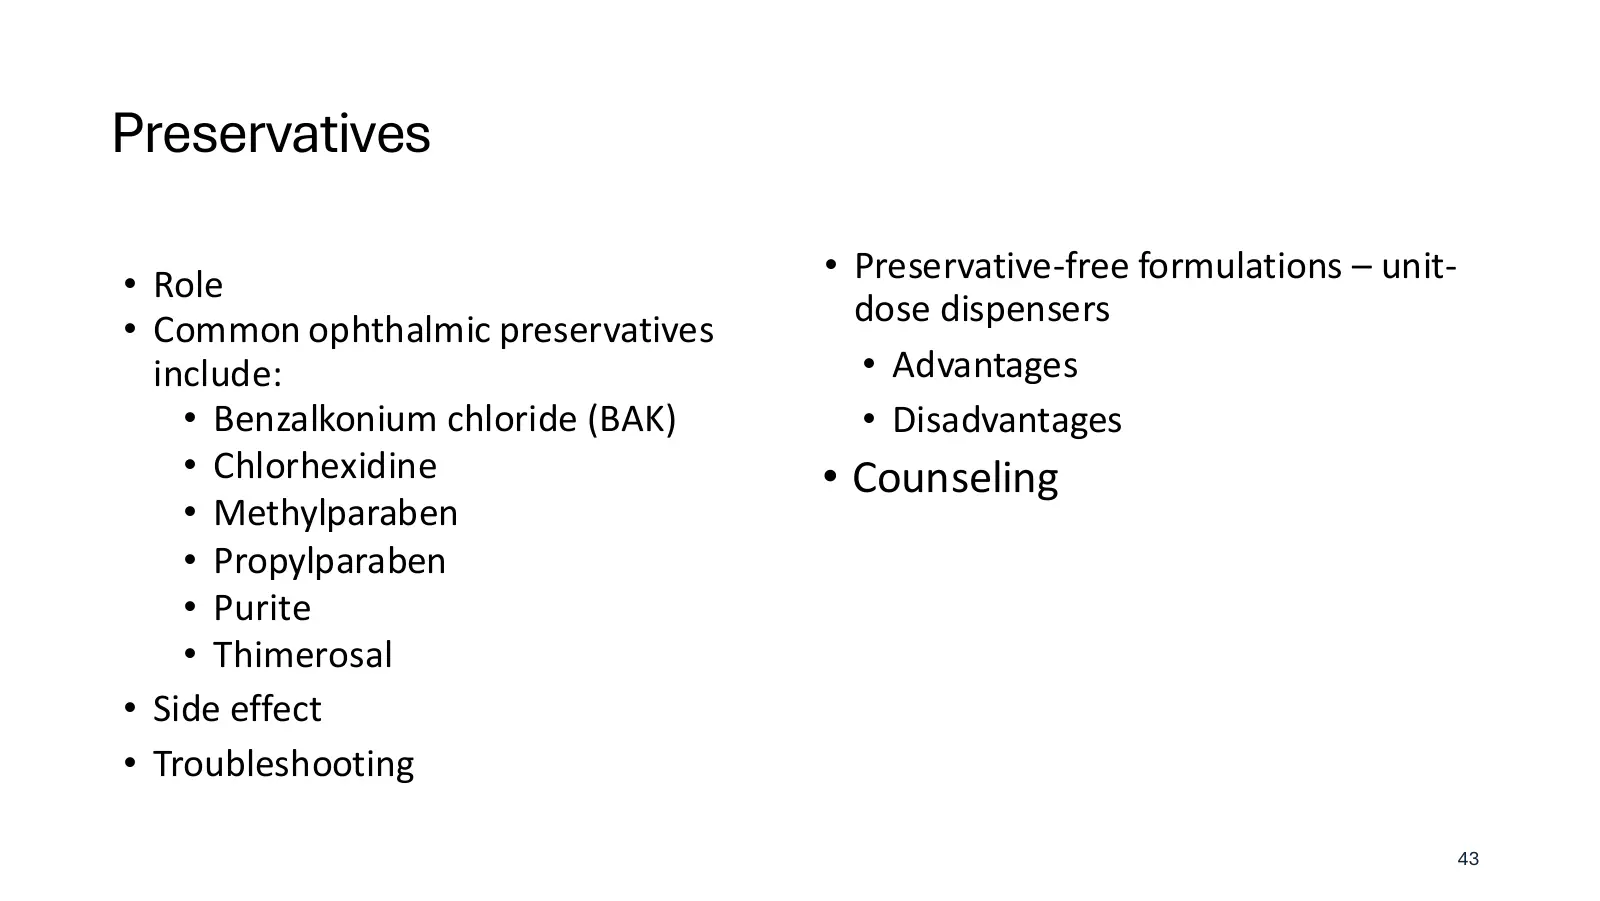 Preservatives
• Role
• Common ophthalmic preservatives
include:
• Benzalkonium chloride (BAK)
• Chlorhexidine
• Methylparaben
• Propylparaben
• Purite
• Thimerosal
• Side effect
• Troubleshooting
• Preservative-free formulations – unit-
dose dispensers
• Advantages
• Disadvantages
• Counseling
43